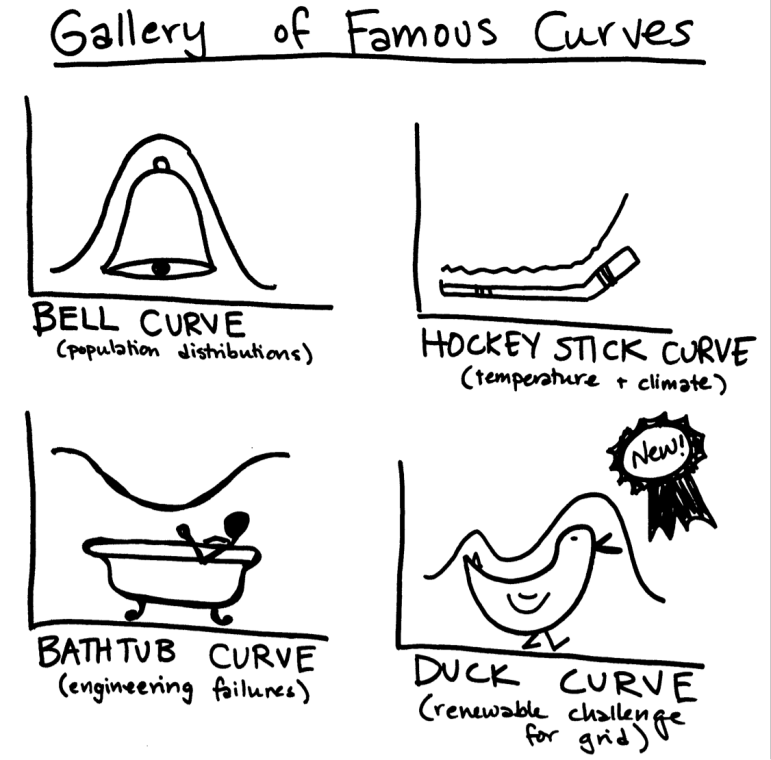 Gallery of Famous Curves
BELL CURVE
(population distributions)
HOCKEY STICK CURVE
(temperature + climate)
BATHTUB CURVE
(engineering failures)
New!
DUCK CURVE
(renewable challenge
for grid)